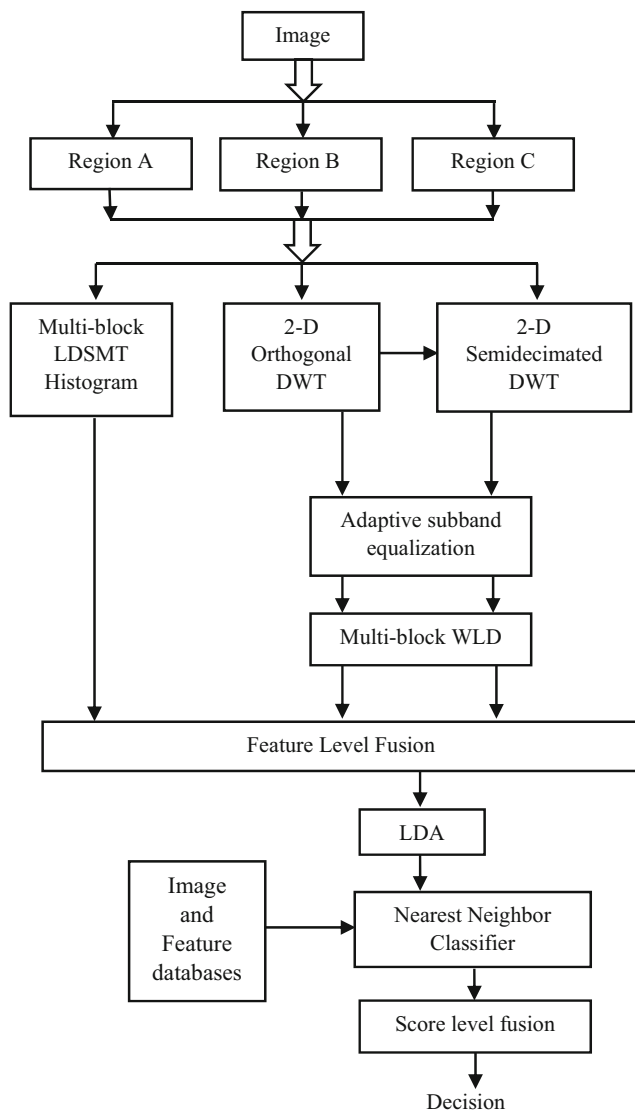 Image
Region A
Region B
Region C
Multi-block
LDSMT
Histogram
2-D
Orthogonal
DWT
2-D
Semidecimated
DWT
Adaptive subband
equalization
Multi-block WLD
Feature Level Fusion
LDA
Image
and
Feature
databases
Nearest Neighbor
Classifier
Score level fusion
Decision